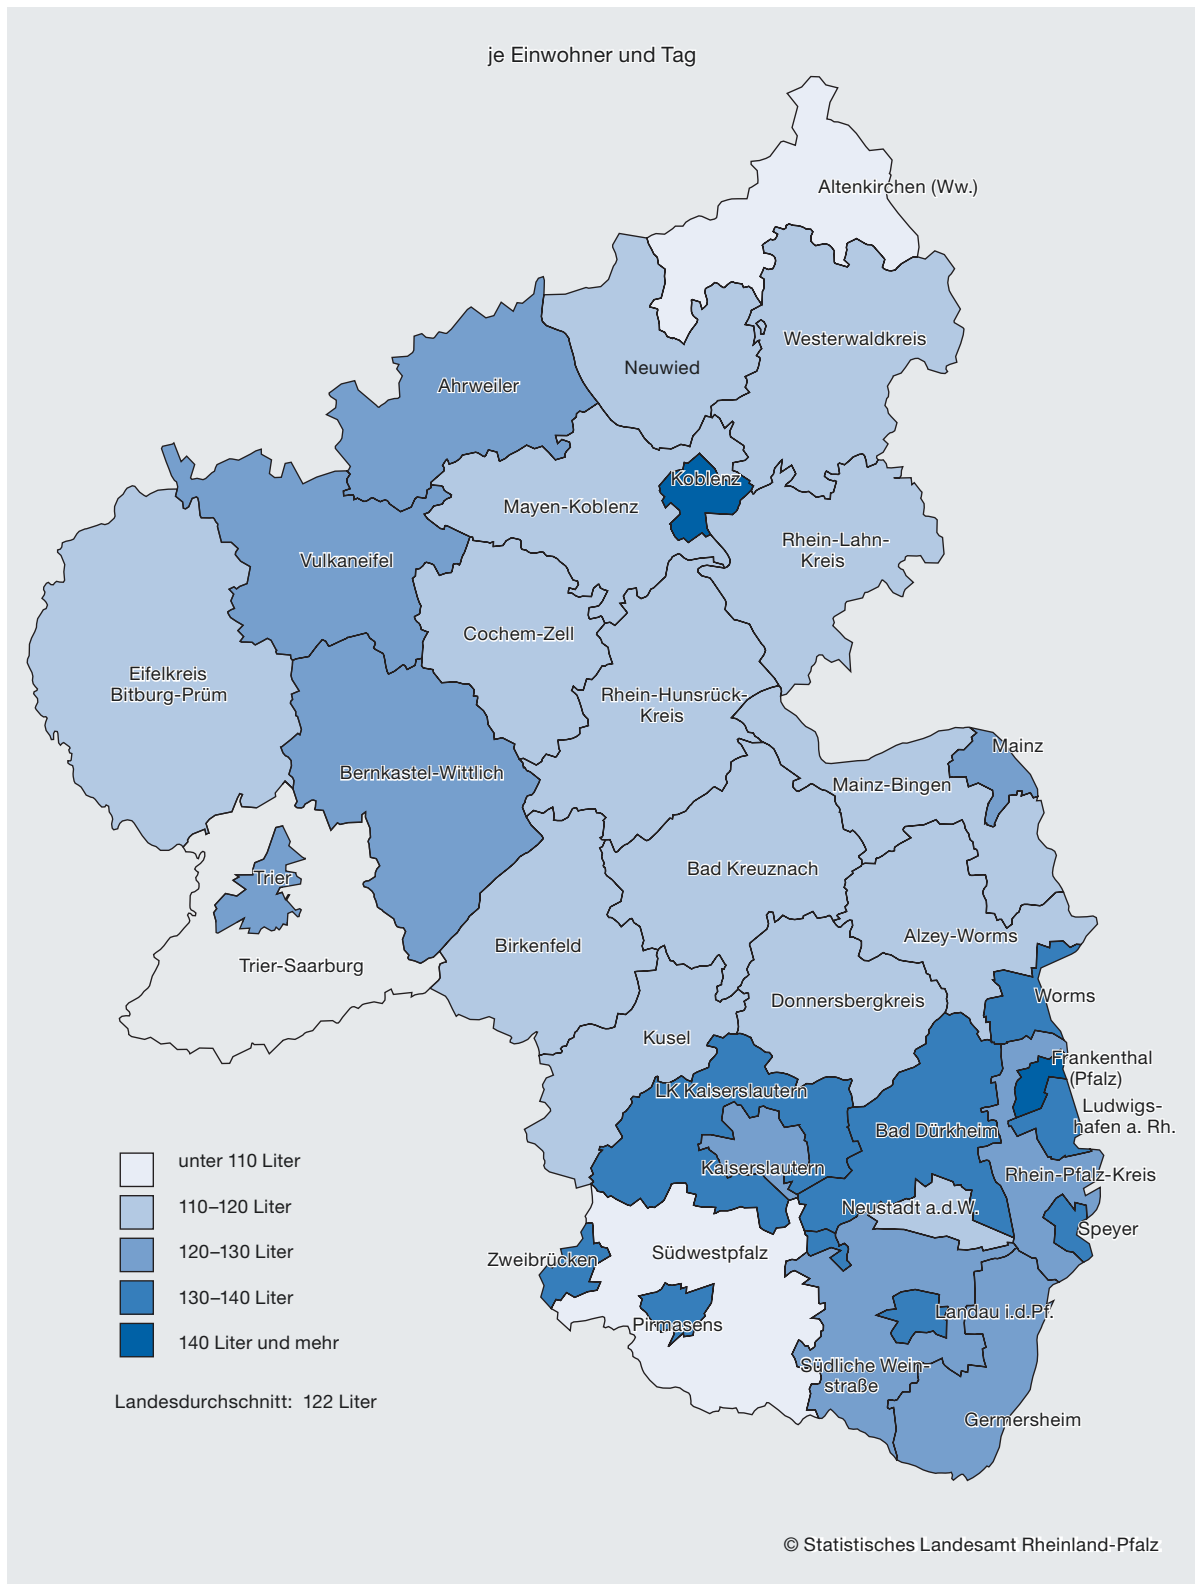 je Einwohner und Tag
Altenkirchen (Ww.)
Westerwaldkreis
Neuwied
Ahrweiler
Koblenz
Mayen-Koblenz
Rhein-Lahn-
Kreis
Vulkaneifel
Cochem-Zell
Eifelkreis
Bitburg-Prüm
Rhein-Hunsrück-
Kreis
Mainz
Bernkastel-Wittlich
Mainz-Bingen
Bad Kreuznach
Trier
Alzey-Worms
Birkenfeld
Trier-Saarburg
Worms
Donnersbergkreis
Kusel
Frankenthal
(Pfalz)
LK Kaiserslautern
Ludwigs-
hafen a. Rh.
Bad Dürkheim
Kaiserslautern
Rhein-Pfalz-Kreis
Neustadt a.d.W.
Speyer
Zweibrücken
Südwestpfalz
Landau i.d.Pf.
Pirmasens
Südliche Wein-
straße
Germersheim
unter 110 Liter
110–120 Liter
120–130 Liter
130–140 Liter
140 Liter und mehr
Landesdurchschnitt: 122 Liter
© Statistisches Landesamt Rheinland-Pfalz